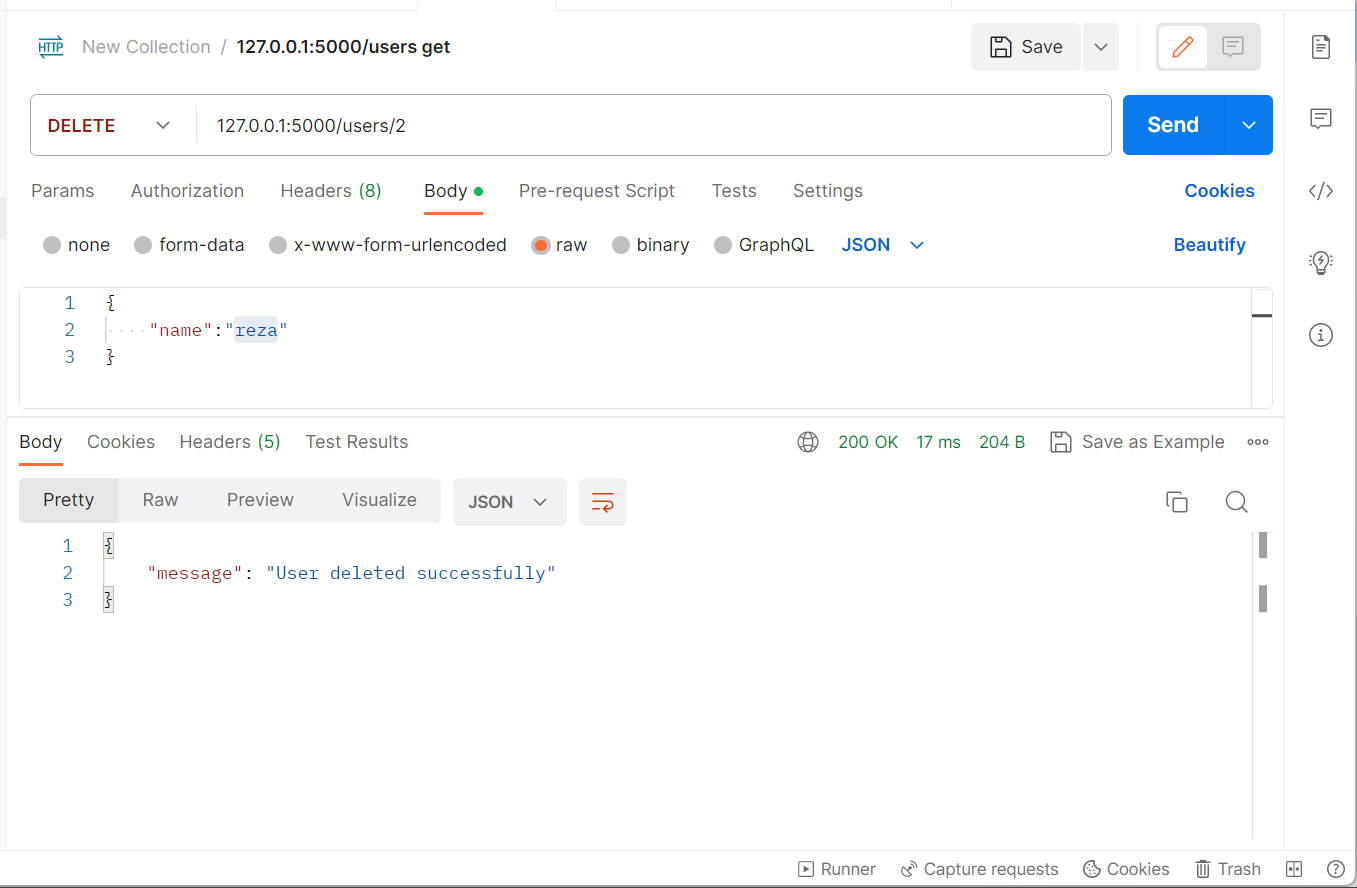 HTTP New Collection / 127.0.0.1:5000/users get Save
DELETE 127.0.0.1:5000/users/2 Send
Params Authorization Headers (8) Body Pre-request Script Tests Settings Cookies
none form-data x-www-form-urlencoded raw binary GraphQL JSON Beautify
1 {
2 ····"name":"reza"
3 }
Body Cookies Headers (5) Test Results 200 OK 17 ms 204 B Save as Example
Pretty Raw Preview Visualize JSON
1 {
2 "message": "User deleted successfully"
3 }
Runner Capture requests Cookies Trash